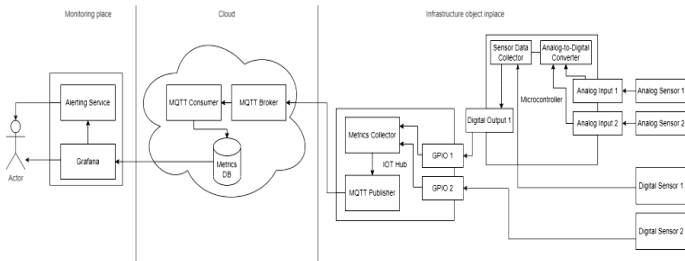 Monitoring place
Cloud
Infrastructure object inplace
Alerting Service
Grafana
Actor
MQTT Consumer
MQTT Broker
Metrics
DB
Metrics Collector
IOT Hub
MQTT Publisher
GPIO 1
GPIO 2
Digital Output 1
Sensor Data
Collector
Analog-to-Digital
Converter
Microcontroller
Analog Input 1
Analog Input 2
Analog Sensor 1
Analog Sensor 2
Digital Sensor 1
Digital Sensor 2